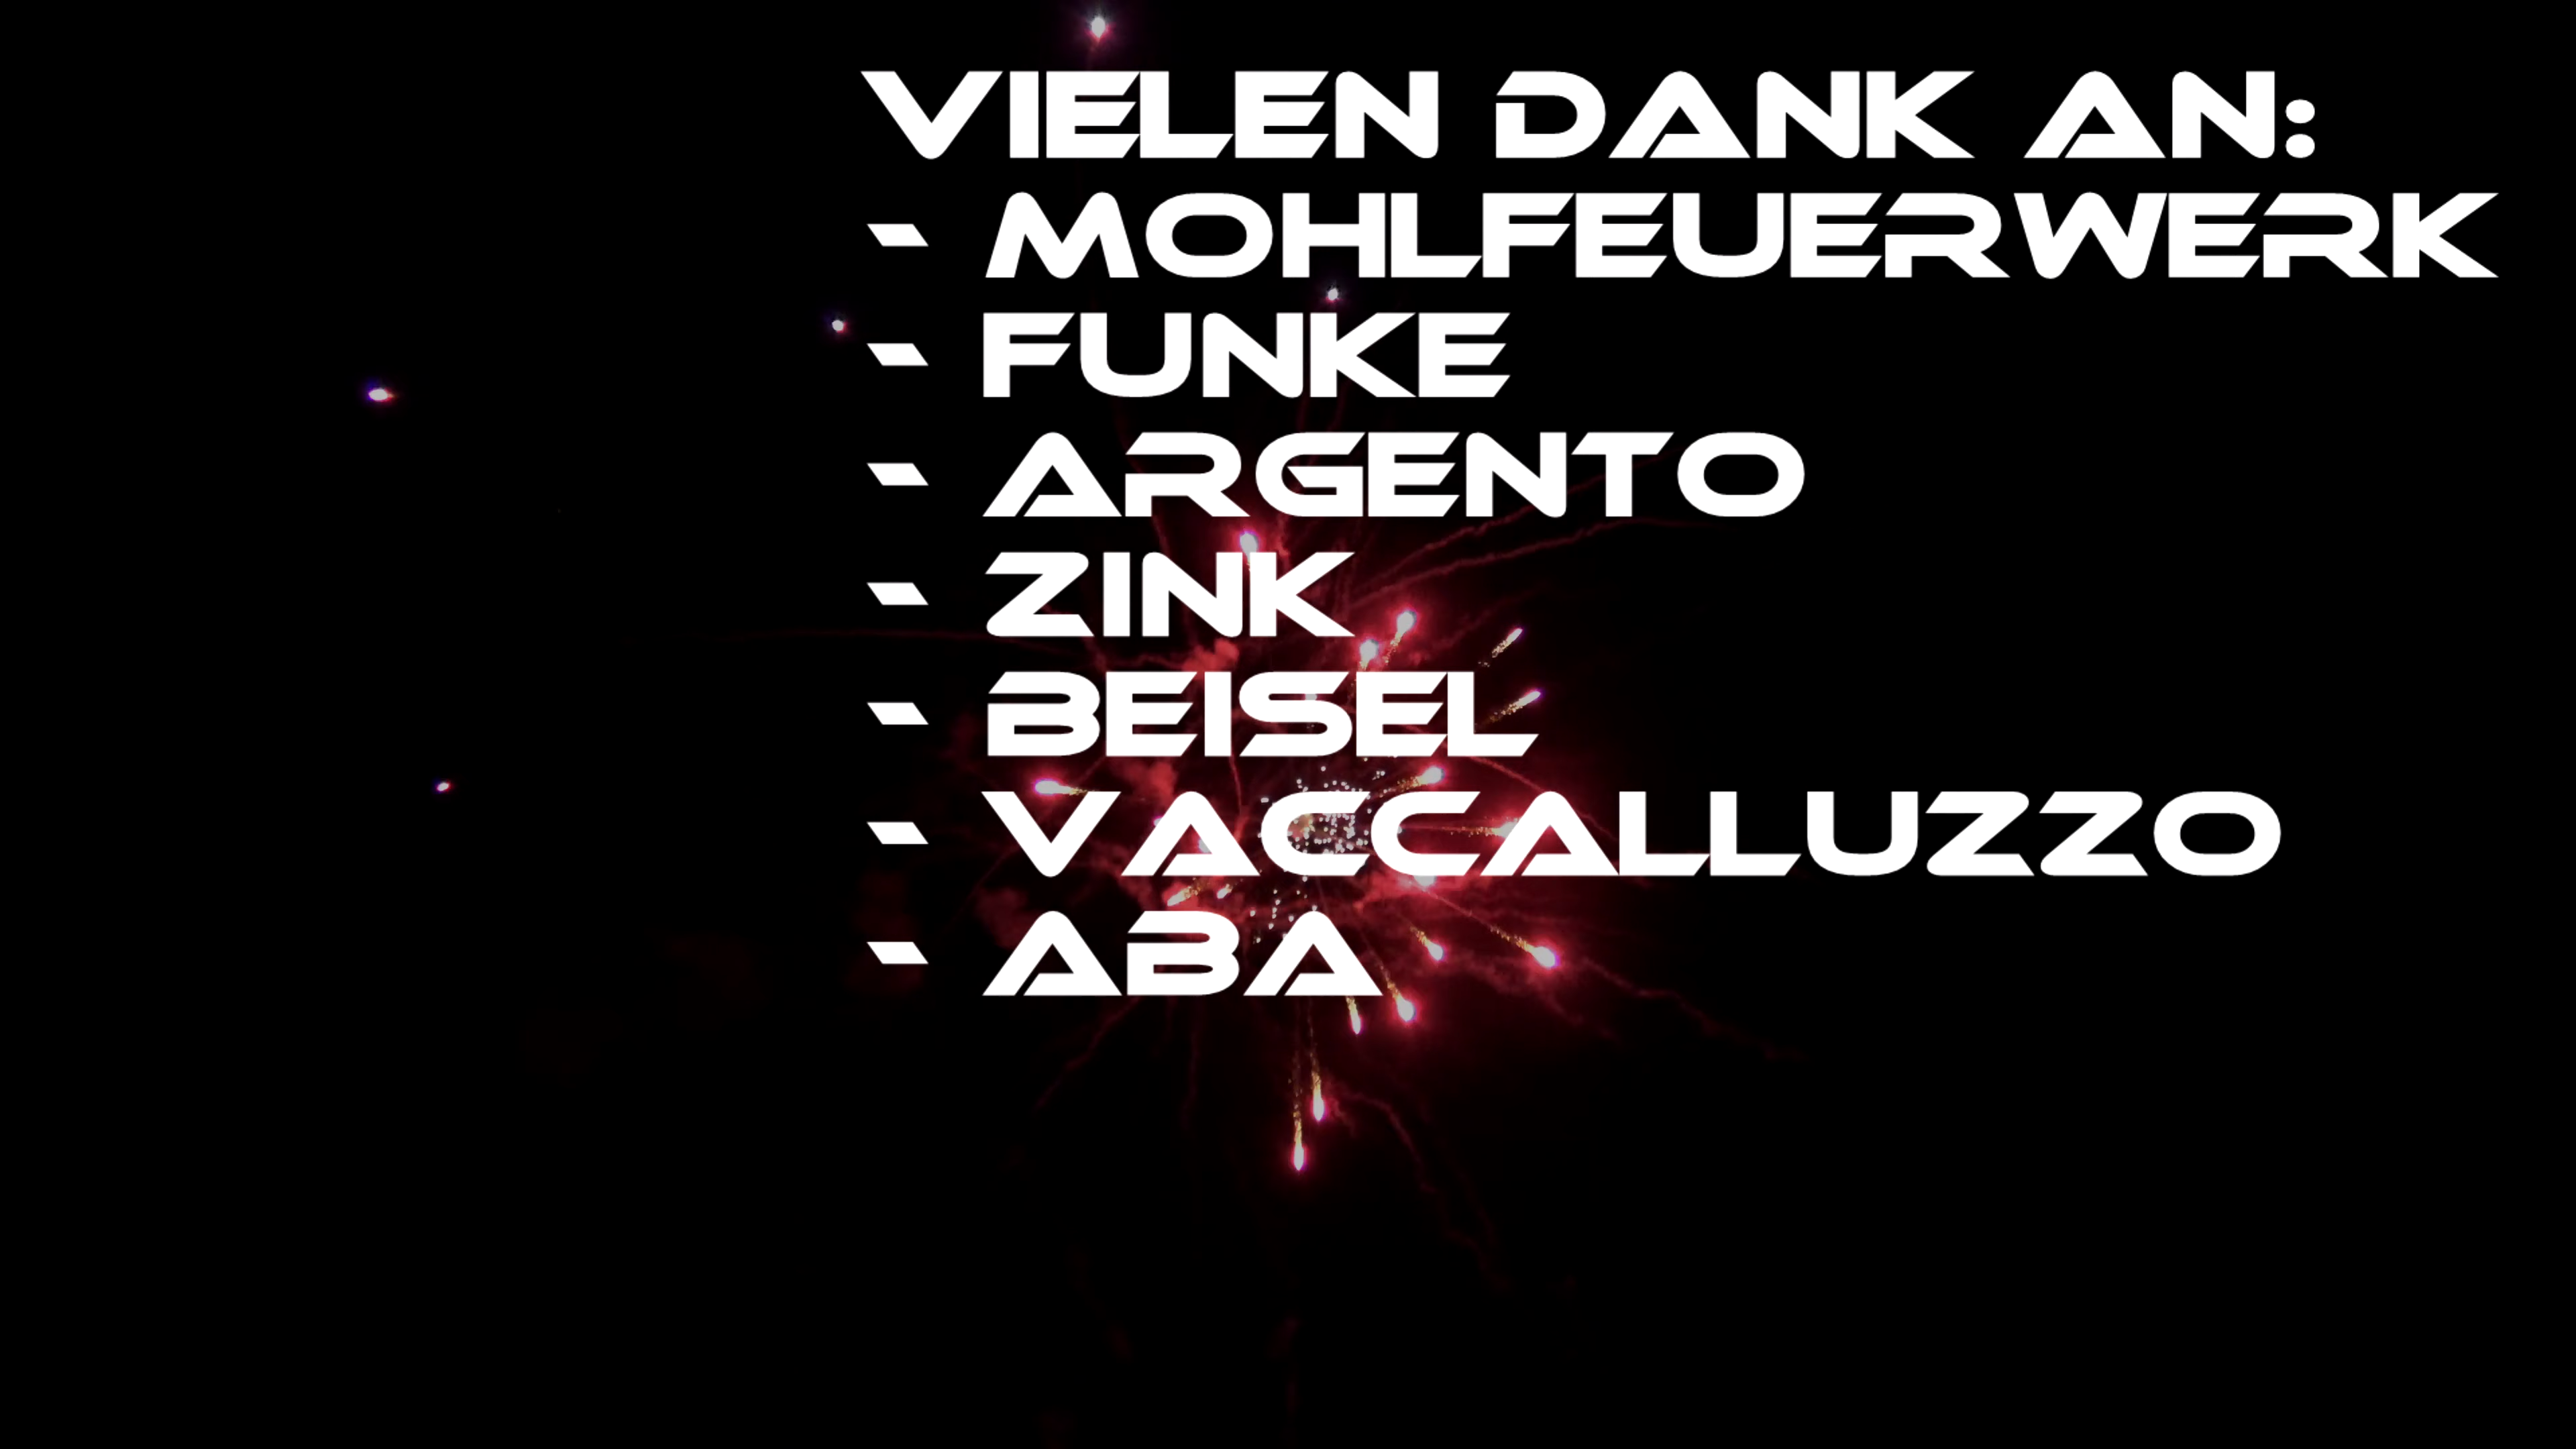 VIELEN DANK AN:
- MOHLFEUERWERK
- FUNKE
- ARGENTO
- ZINK
- BEISEL
- VACCALLUZZO
- ABA